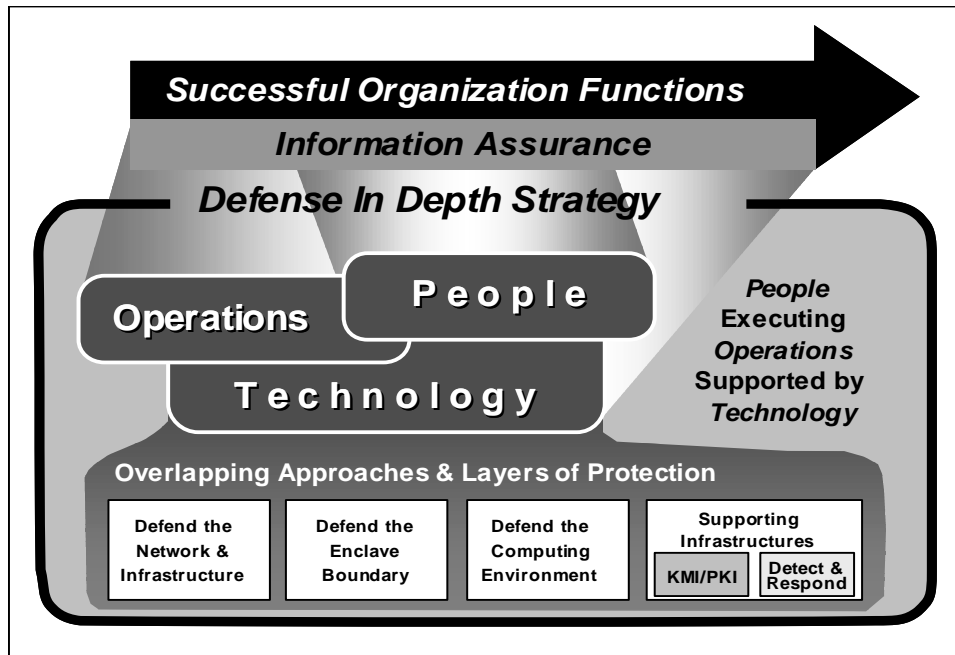 Successful Organization Functions
Information Assurance
Defense In Depth Strategy
Operations
People
Technology
People
Executing
Operations
Supported by
Technology
Overlapping Approaches & Layers of Protection
Defend the
Network &
Infrastructure
Defend the
Enclave
Boundary
Defend the
Computing
Environment
Supporting
Infrastructures
KMI/PKI
Detect &
Respond